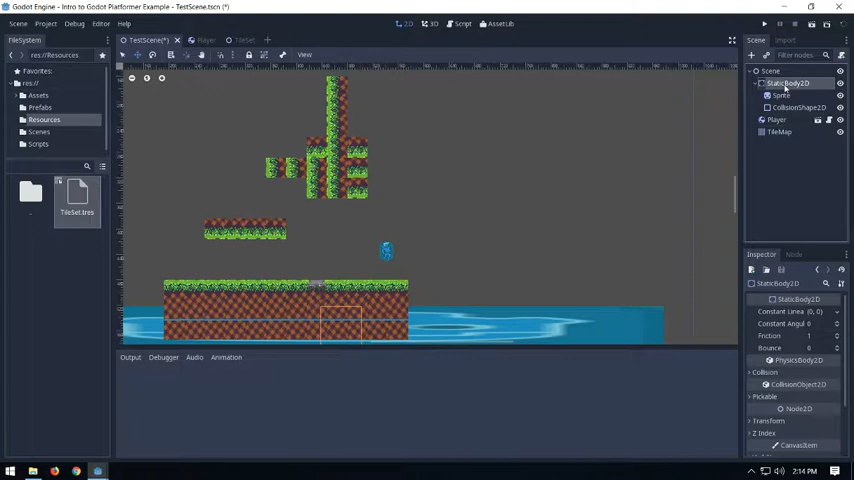 Godot Engine - Intro to Godot Platformer Example - TestScene.tscn (*)
Scene Project Debug Editor Help
2D 3D Script AssetLib
FileSystem
res://Resources
Favorites:
res://
Assets
Prefabs
Resources
Scenes
Scripts
TileSet.tres
TestScene(*)
Player
TileSet
View
Output Debugger Audio Animation
Scene Import
Filter nodes
Scene
StaticBody2D
Sprite
CollisionShape2D
Player
TileMap
Inspector Node
StaticBody2D
StaticBody2D
Constant Linea (0, 0)
Constant Angul 0
Friction 1
Bounce 0
PhysicsBody2D
Collision
CollisionObject2D
Pickable
Node2D
Transform
Z Index
CanvasItem
2:14 PM